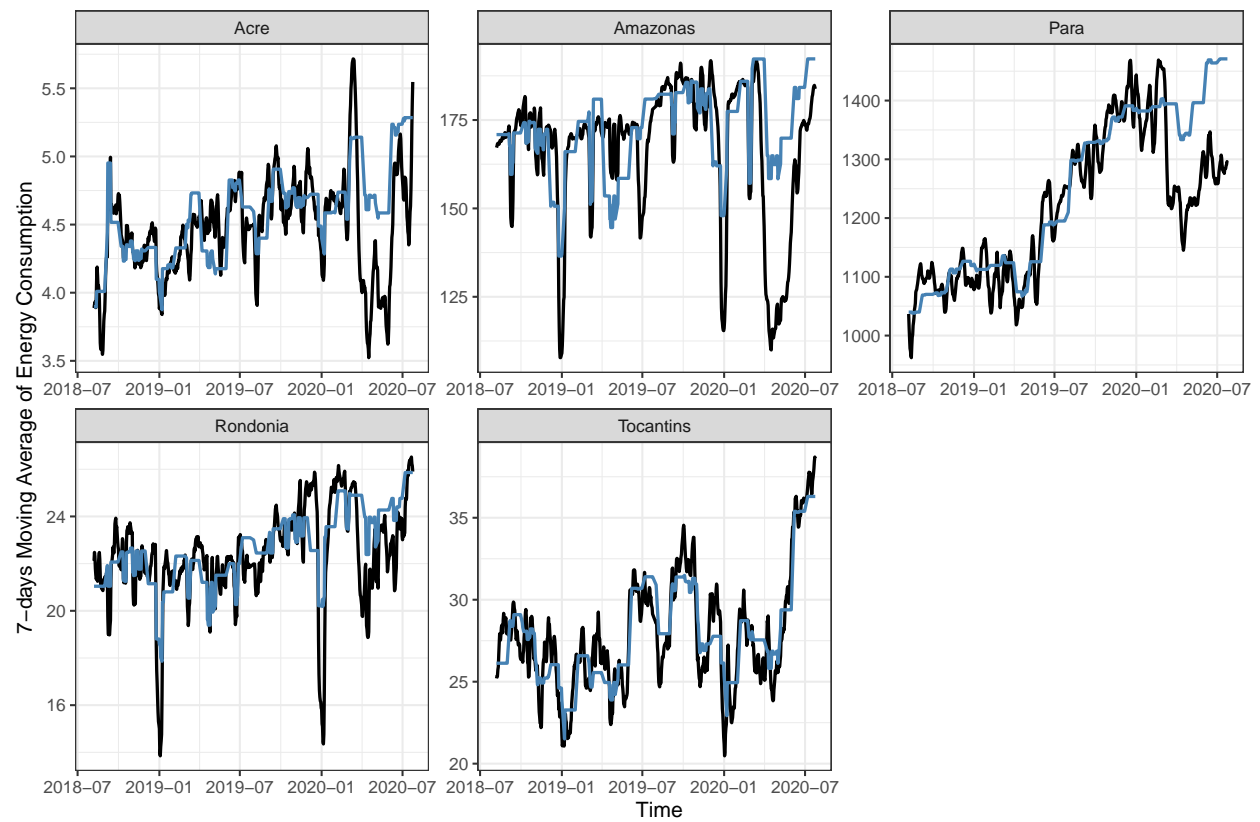 Acre
Amazonas
Para
5.5
5.0
4.5
4.0
3.5
175
150
125
1400
1300
1200
1100
1000
2018−07 2019−01 2019−07 2020−01 2020−07
2018−07 2019−01 2019−07 2020−01 2020−07
2018−07 2019−01 2019−07 2020−01 2020−07
7−days Moving Average of Energy Consumption
Rondonia
Tocantins
24
20
16
35
30
25
20
2018−07 2019−01 2019−07 2020−01 2020−07
2018−07 2019−01 2019−07 2020−01 2020−07
Time